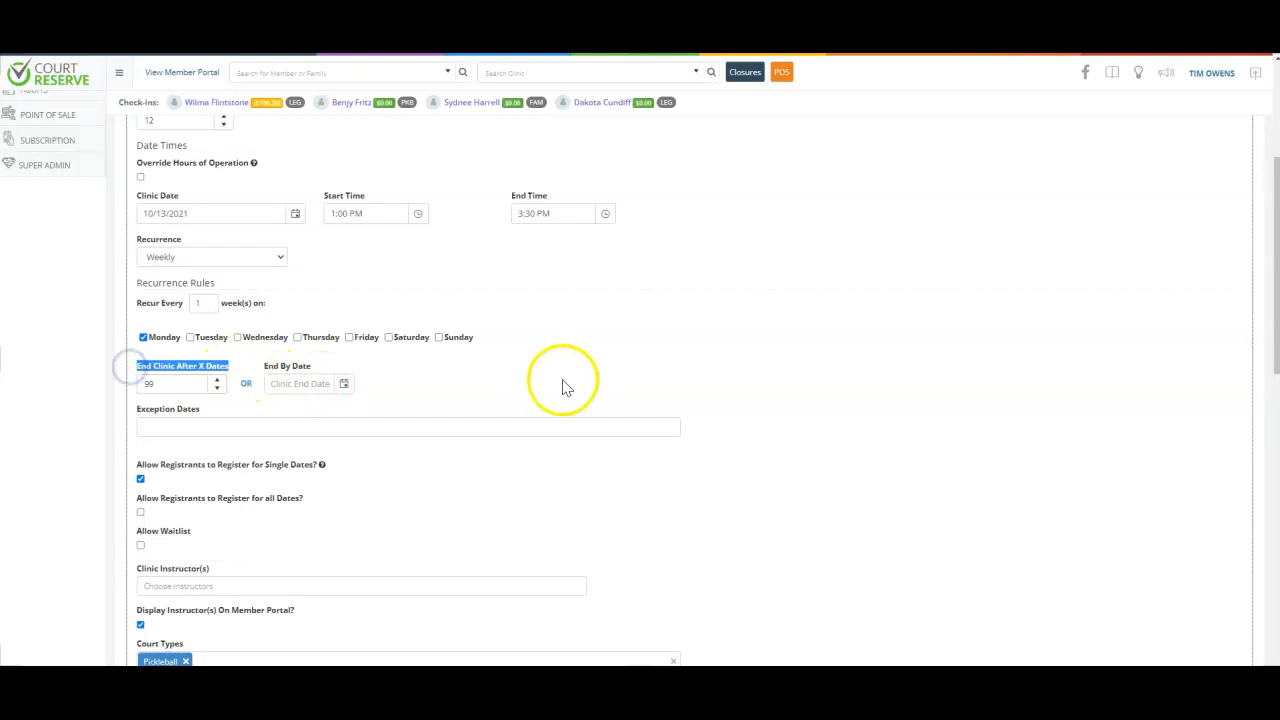 COURT RESERVE
View Member Portal
Search for Member or Family
Search Clinic
Closures
POS
TIM OWENS
Check-ins:
Wilma Flintstone
LEG
Benjy Fritz $0.00 PKB
Sydnee Harrell $0.00 FAM
Dakota Cundiff $0.00 LEG
POINT OF SALE
SUBSCRIPTION
SUPER ADMIN
12
Date Times
Override Hours of Operation
Clinic Date
Start Time
End Time
10/13/2021
1:00 PM
3:30 PM
Recurrence
Weekly
Recurrence Rules
Recur Every 1 week(s) on:
Monday Tuesday Wednesday Thursday Friday Saturday Sunday
End Clinic After X Dates
End By Date
99
OR
Clinic End Date
Exception Dates
Allow Registrants to Register for Single Dates?
Allow Registrants to Register for all Dates?
Allow Waitlist
Clinic Instructor(s)
Choose instructors
Display Instructor(s) On Member Portal?
Court Types
Pickleball